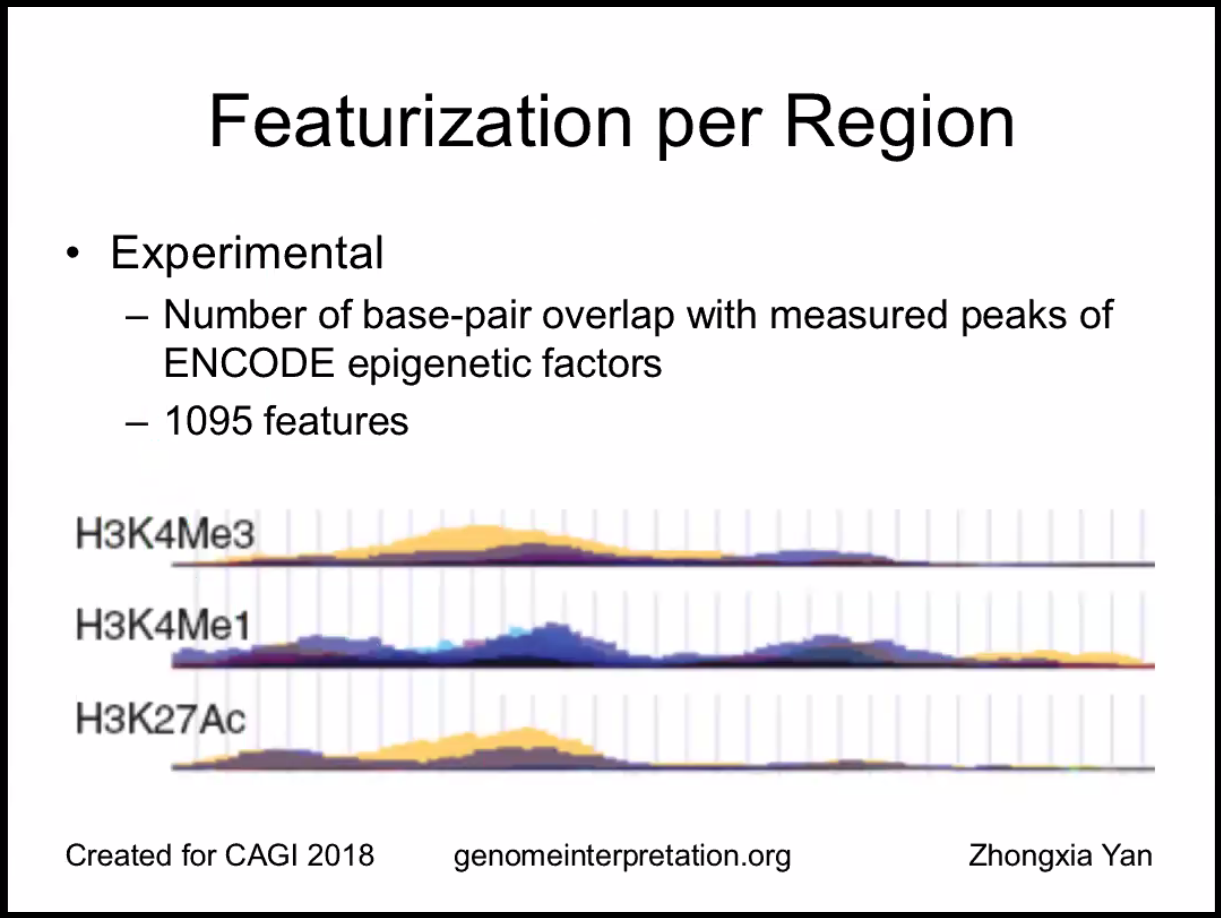 Featurization per Region
• Experimental
– Number of base-pair overlap with measured peaks of
ENCODE epigenetic factors
– 1095 features
H3K4Me3
H3K4Me1
H3K27Ac
Created for CAGI 2018 genomeinterpretation.org Zhongxia Yan